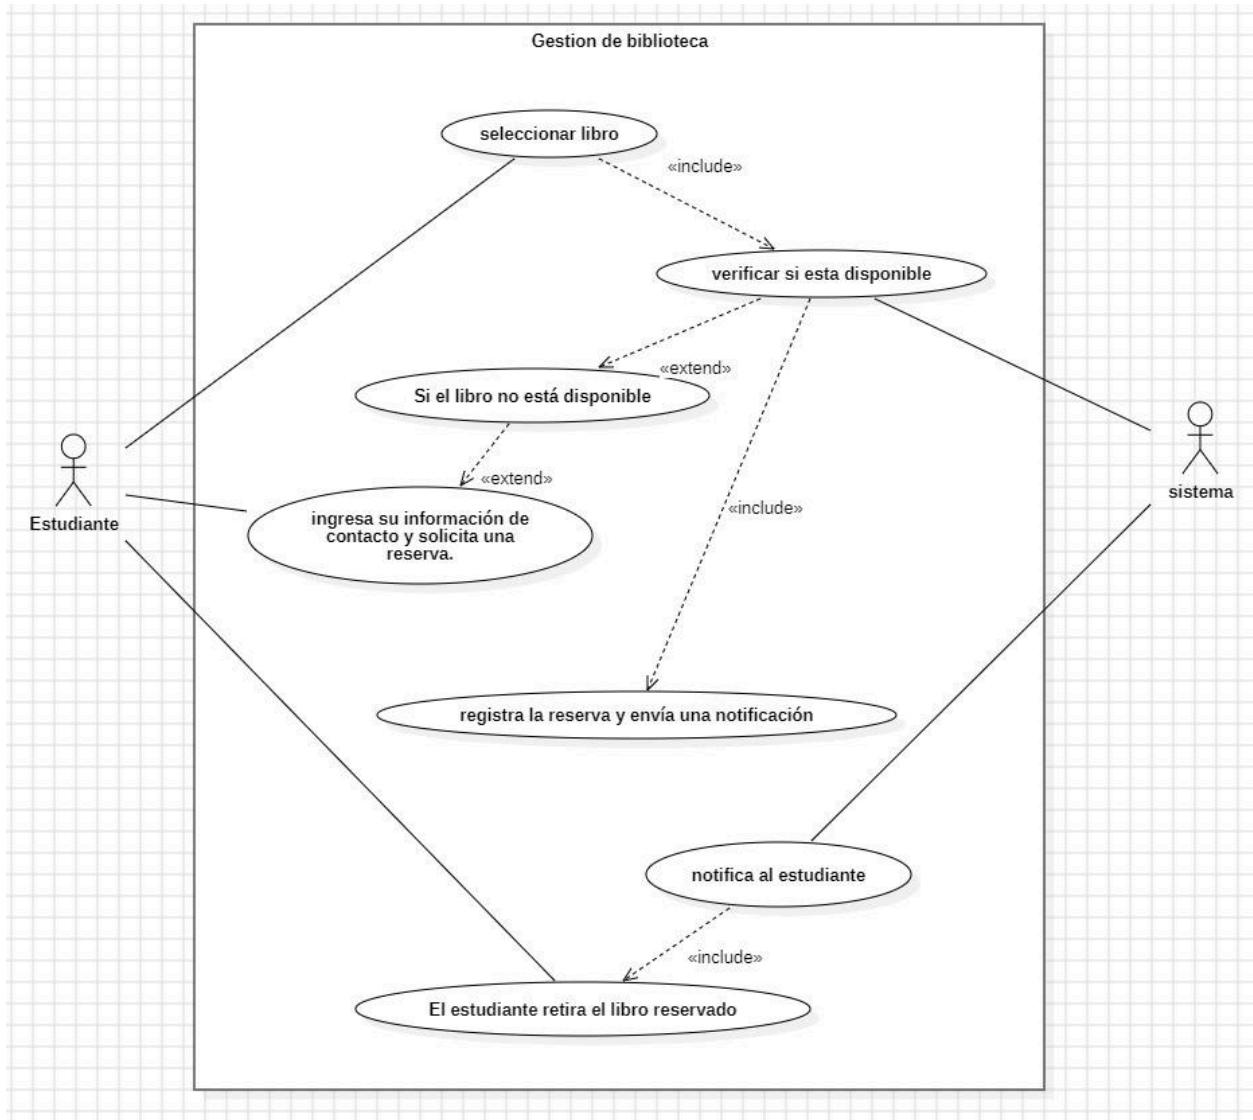 Gestion de biblioteca
seleccionar libro
«include»
verificar si esta disponible
«extend»
Si el libro no está disponible
«extend»
Estudiante
sistema
ingresa su información de
contacto y solicita una
reserva.
«include»
registra la reserva y envía una notificación
notifica al estudiante
«include»
El estudiante retira el libro reservado